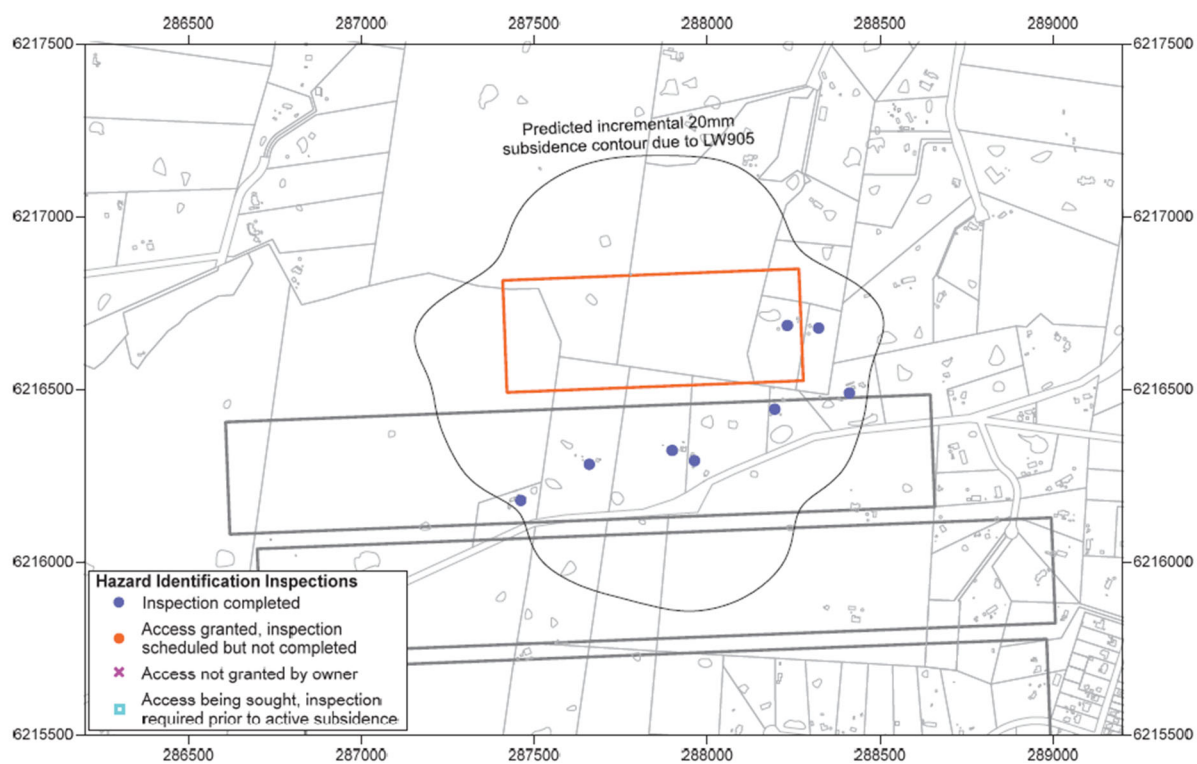 286500 287000 287500 288000 288500 289000
6217500 6217500
Predicted incremental 20mm
subsidence contour due to LW905
6217000 6217000
6216500 6216500
6216000 6216000
Hazard Identification Inspections
Inspection completed
Access granted, inspection
scheduled but not completed
Access not granted by owner
Access being sought, inspection
required prior to active subsidence
6215500 6215500
286500 287000 287500 288000 288500 289000